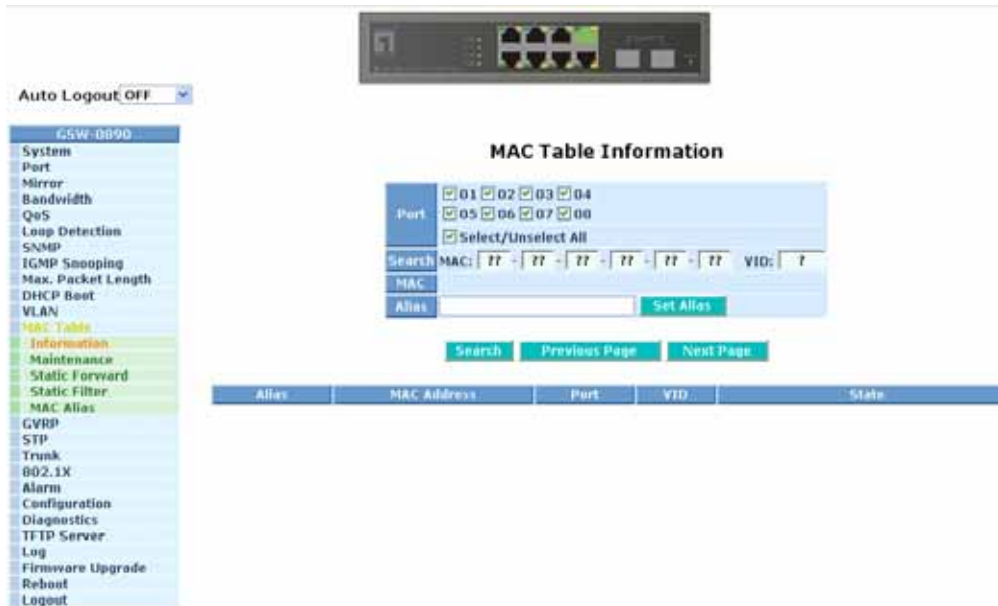 Auto Logout OFF
GSW-0890
System
Port
Mirror
Bandwidth
QoS
Loop Detection
SNMP
IGMP Snooping
Max. Packet Length
DHCP Boot
VLAN
MAC Table
Information
Maintenance
Static Forward
Static Filter
MAC Alias
GVRP
STP
Trunk
802.1X
Alarm
Configuration
Diagnostics
TFTP Server
Log
Firmware Upgrade
Reboot
Logout
MAC Table Information
Port
01 02 03 04
05 06 07 08
Select/Unselect All
Search MAC: ?? - ?? - ?? - ?? - ?? - ?? VID: ?
MAC
Alias Set Alias
Search Previous Page Next Page
Alias MAC Address Port VID State